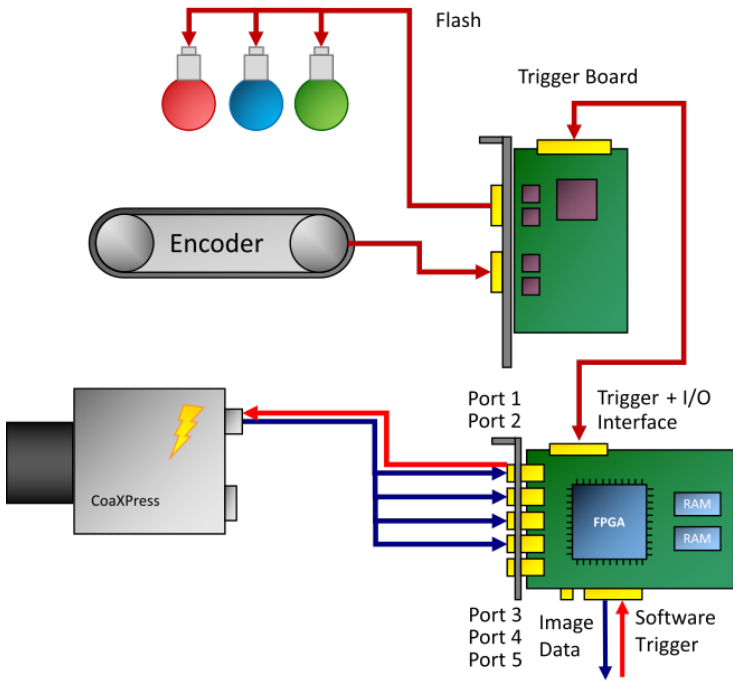 Flash
Trigger Board
Encoder
Port 1
Port 2
Trigger + I/O
Interface
CoaXPress
FPGA
RAM
RAM
Port 3
Port 4
Port 5
Image
Data
Software
Trigger